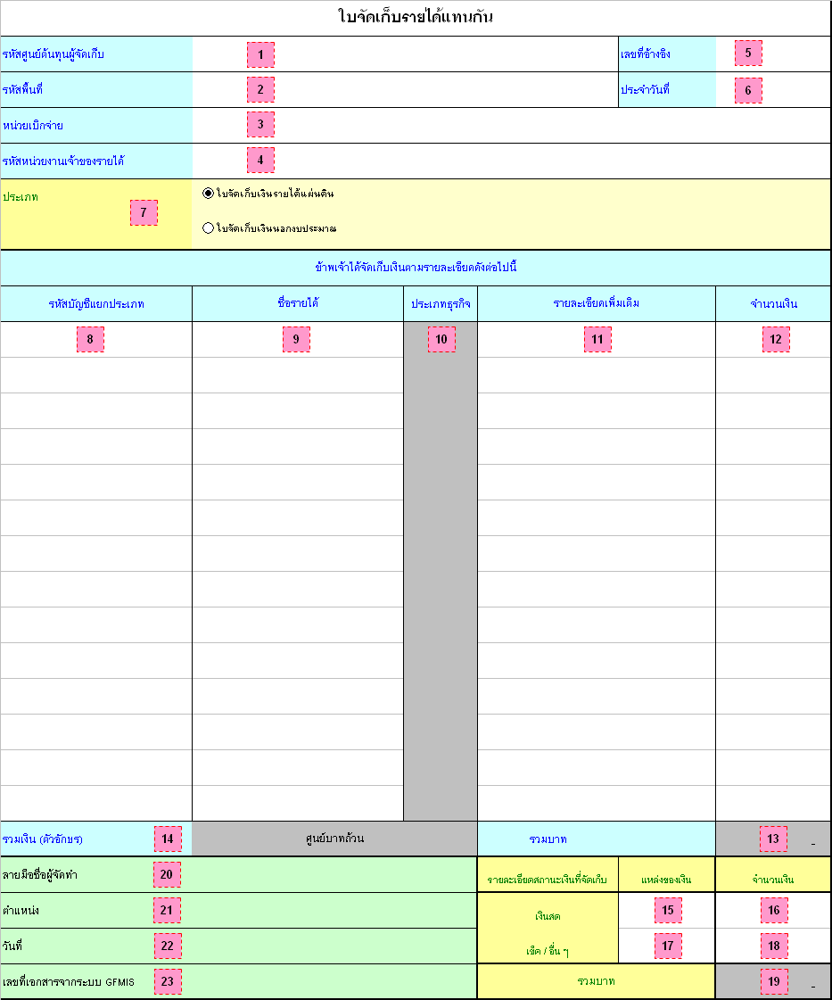 ใบจัดเก็บรายได้แทนกัน
รหัสศูนย์ต้นทุนผู้จัดเก็บ 1 เลขที่อ้างอิง 5
รหัสพื้นที่ 2 ประจำวันที่ 6
หน่วยเบิกจ่าย 3
รหัสหน่วยงานเจ้าของรายได้ 4
ประเภท 7
ใบจัดเก็บเงินรายได้แผ่นดิน
ใบจัดเก็บเงินนอกงบประมาณ
ข้าพเจ้าได้จัดเก็บเงินตามรายละเอียดดังต่อไปนี้
รหัสบัญชีแยกประเภท ชื่อรายได้ ประเภทธุรกิจ รายละเอียดเพิ่มเติม จำนวนเงิน
8 9 10 11 12
รวมเงิน (ตัวอักษร) 14 ศูนย์บาทถ้วน รวมบาท 13 -
ลายมือชื่อผู้จัดทำ 20 รายละเอียดสถานะเงินที่จัดเก็บ แหล่งของเงิน จำนวนเงิน
ตำแหน่ง 21 เงินสด 15 16
วันที่ 22 เช็ค / อื่น ๆ 17 18
เลขที่เอกสารจากระบบ GFMIS 23 รวมบาท 19 -